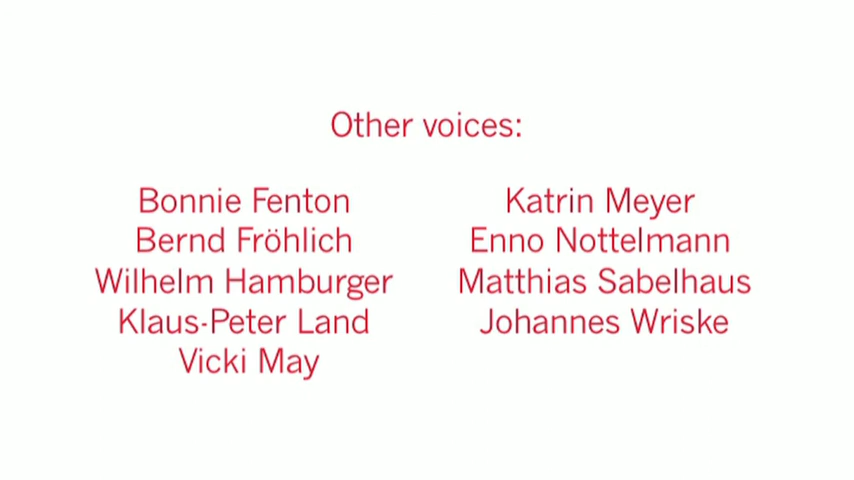 Other voices:
Bonnie Fenton
Bernd Fröhlich
Wilhelm Hamburger
Klaus-Peter Land
Vicki May
Katrin Meyer
Enno Nottelmann
Matthias Sabelhaus
Johannes Wriske